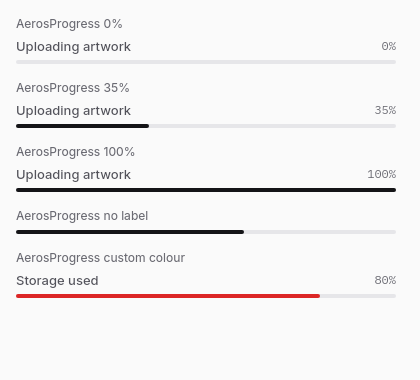 AerosProgress 0%
Uploading artwork 0%
AerosProgress 35%
Uploading artwork 35%
AerosProgress 100%
Uploading artwork 100%
AerosProgress no label
AerosProgress custom colour
Storage used 80%